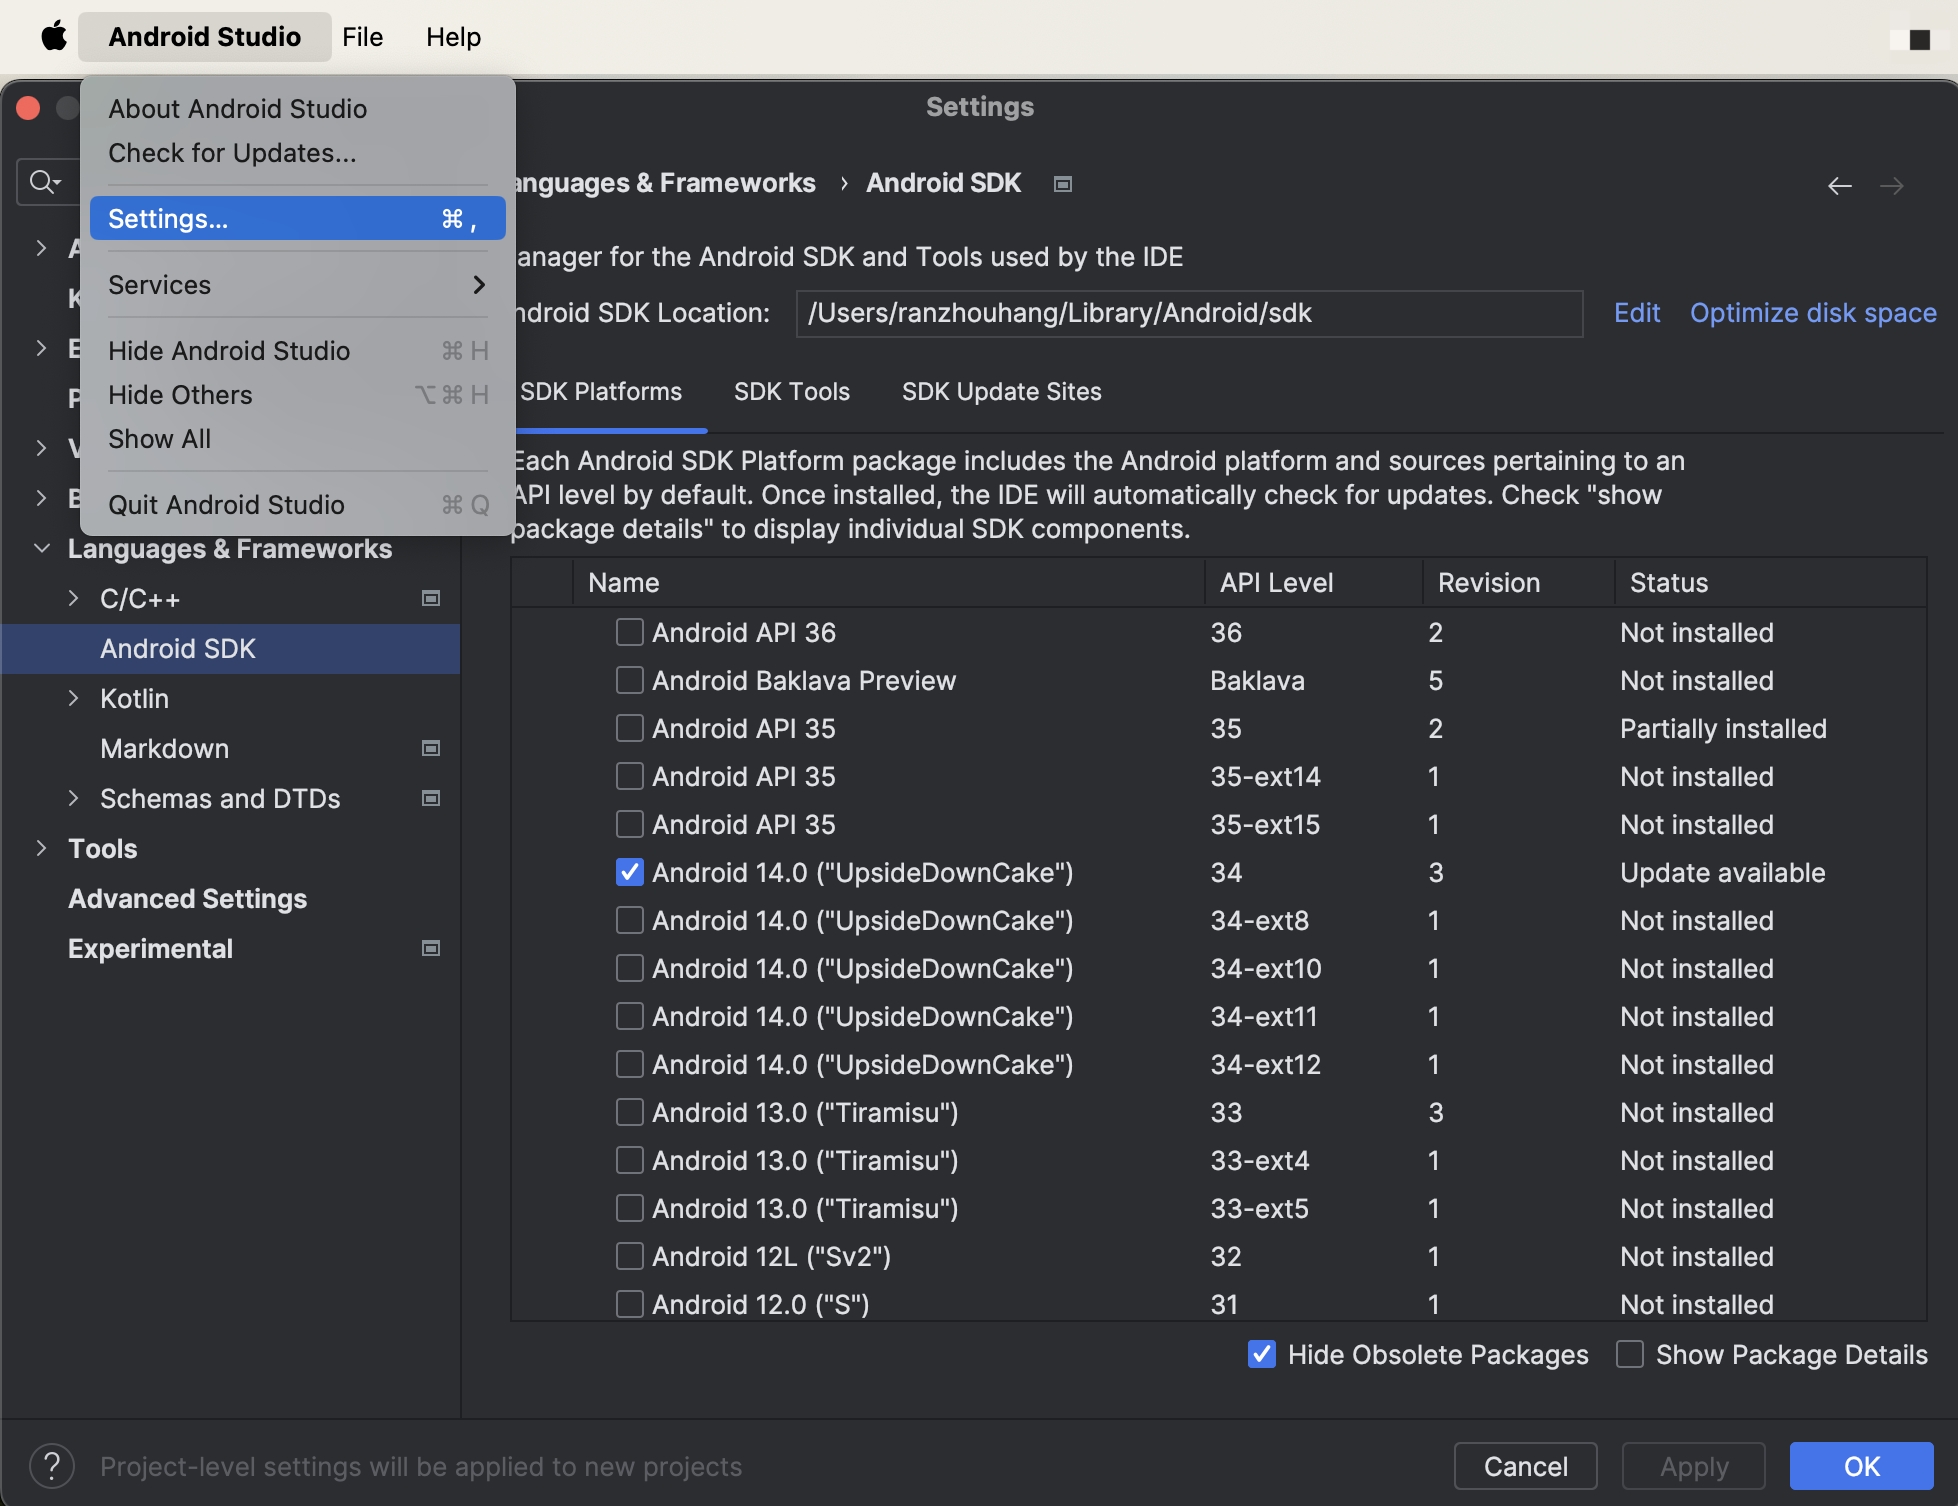 Android Studio File Help
About Android Studio
Check for Updates...
Settings... ⌘ ,
Services
Hide Android Studio ⌘ H
Hide Others ⌥ ⌘ H
Show All
Quit Android Studio ⌘ Q
Settings
anguages & Frameworks › Android SDK
anager for the Android SDK and Tools used by the IDE
ndroid SDK Location: /Users/ranzhouhang/Library/Android/sdk Edit Optimize disk space
SDK Platforms SDK Tools SDK Update Sites
Each Android SDK Platform package includes the Android platform and sources pertaining to an
API level by default. Once installed, the IDE will automatically check for updates. Check "show
package details" to display individual SDK components.
A
K
E
P
V
B
Languages & Frameworks
C/C++
Android SDK
Kotlin
Markdown
Schemas and DTDs
Tools
Advanced Settings
Experimental
Name API Level Revision Status
Android API 36 36 2 Not installed
Android Baklava Preview Baklava 5 Not installed
Android API 35 35 2 Partially installed
Android API 35 35-ext14 1 Not installed
Android API 35 35-ext15 1 Not installed
Android 14.0 ("UpsideDownCake") 34 3 Update available
Android 14.0 ("UpsideDownCake") 34-ext8 1 Not installed
Android 14.0 ("UpsideDownCake") 34-ext10 1 Not installed
Android 14.0 ("UpsideDownCake") 34-ext11 1 Not installed
Android 14.0 ("UpsideDownCake") 34-ext12 1 Not installed
Android 13.0 ("Tiramisu") 33 3 Not installed
Android 13.0 ("Tiramisu") 33-ext4 1 Not installed
Android 13.0 ("Tiramisu") 33-ext5 1 Not installed
Android 12L ("Sv2") 32 1 Not installed
Android 12.0 ("S") 31 1 Not installed
Hide Obsolete Packages Show Package Details
? Project-level settings will be applied to new projects Cancel Apply OK